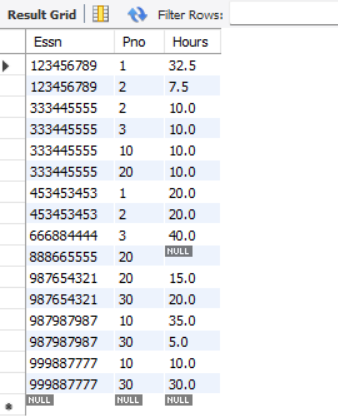 Result Grid Filter Rows:
Essn Pno Hours
123456789 1 32.5
123456789 2 7.5
333445555 2 10.0
333445555 3 10.0
333445555 10 10.0
333445555 20 10.0
453453453 1 20.0
453453453 2 20.0
666884444 3 40.0
888665555 20 NULL
987654321 20 15.0
987654321 30 20.0
987987987 10 35.0
987987987 30 5.0
999887777 10 10.0
999887777 30 30.0
NULL NULL NULL